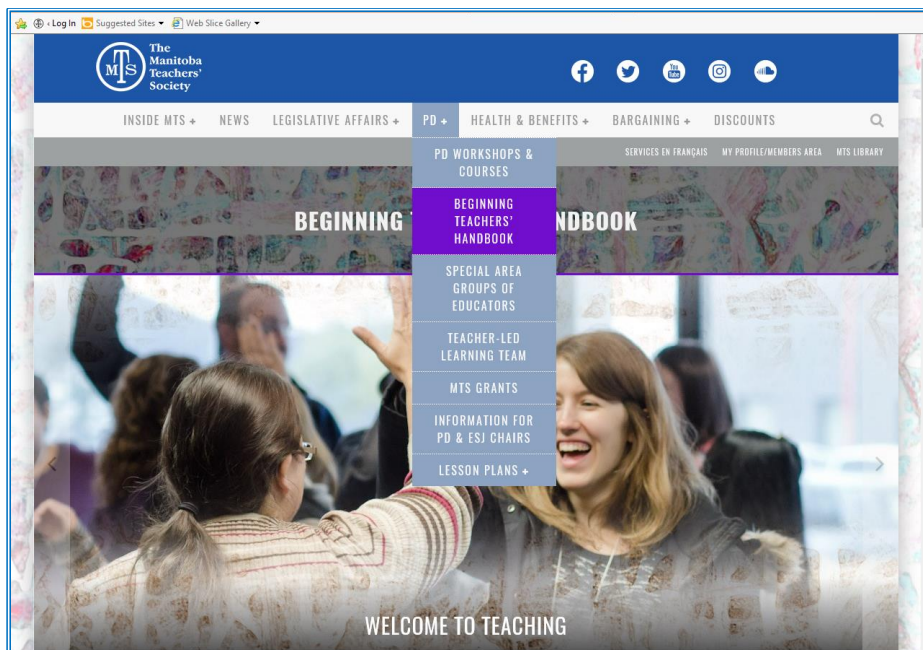 ‹ Log In Suggested Sites ▾ Web Slice Gallery ▾
The
Manitoba
Teachers'
Society
MTS
f
You
Tube
INSIDE MTS + NEWS LEGISLATIVE AFFAIRS + PD + HEALTH & BENEFITS + BARGAINING + DISCOUNTS
SERVICES EN FRANÇAIS MY PROFILE/MEMBERS AREA MTS LIBRARY
PD WORKSHOPS &
COURSES
BEGINNING
TEACHERS'
HANDBOOK
SPECIAL AREA
GROUPS OF
EDUCATORS
TEACHER-LED
LEARNING TEAM
MTS GRANTS
INFORMATION FOR
PD & ESJ CHAIRS
LESSON PLANS +
BEGINNING
WELCOME TO TEACHING